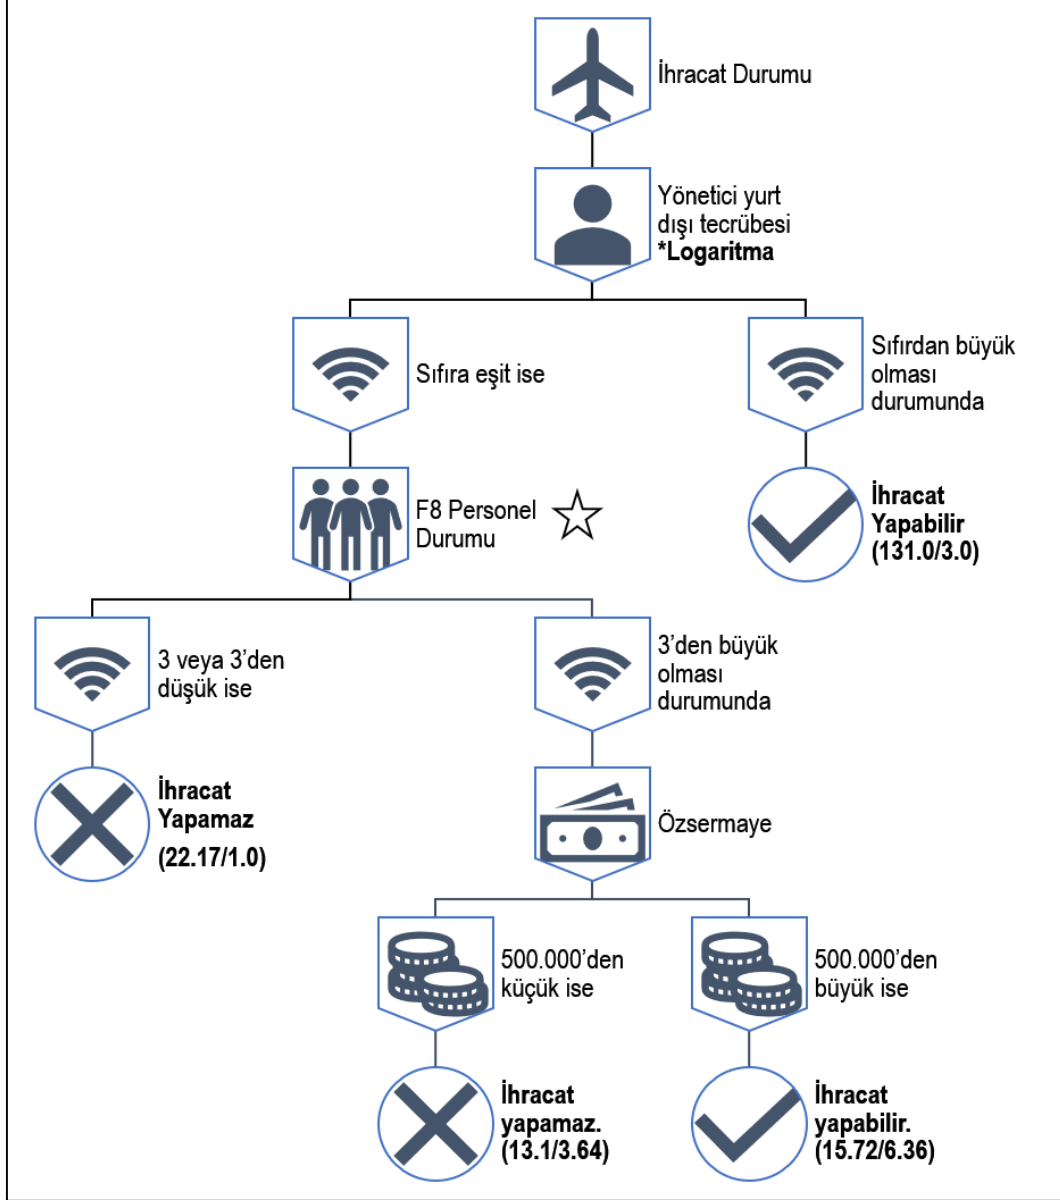 İhracat Durumu
Yönetici yurt
dışı tecrübesi
*Logaritma
Sıfıra eşit ise
Sıfırdan büyük
olması
durumunda
F8 Personel
Durumu
İhracat
Yapabilir
(131.0/3.0)
3 veya 3’den
düşük ise
3’den büyük
olması
durumunda
İhracat
Yapamaz
(22.17/1.0)
Özsermaye
500.000’den
küçük ise
500.000’den
büyük ise
İhracat
yapamaz.
(13.1/3.64)
İhracat
yapabilir.
(15.72/6.36)